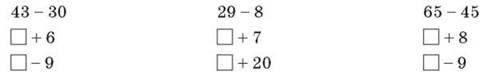 43 – 30 29 – 8 65 – 45
□ + 6 □ + 7 □ + 8
□ – 9 □ + 20 □ – 9